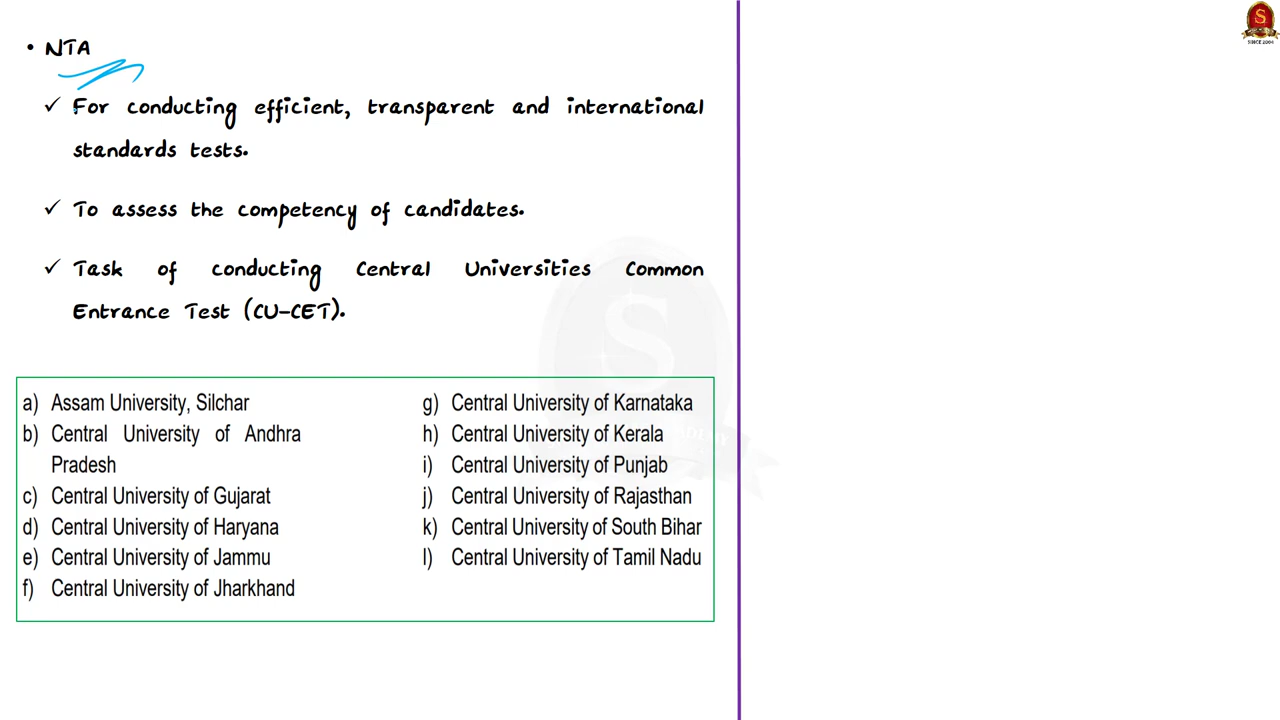 • NTA
✓ For conducting efficient, transparent and international
standards tests.
✓ To assess the competency of candidates.
✓ Task of conducting Central Universities Common
Entrance Test (CU-CET).
a) Assam University, Silchar
b) Central University of Andhra
Pradesh
c) Central University of Gujarat
d) Central University of Haryana
e) Central University of Jammu
f) Central University of Jharkhand
g) Central University of Karnataka
h) Central University of Kerala
i) Central University of Punjab
j) Central University of Rajasthan
k) Central University of South Bihar
l) Central University of Tamil Nadu
S
SINCE 2004
S